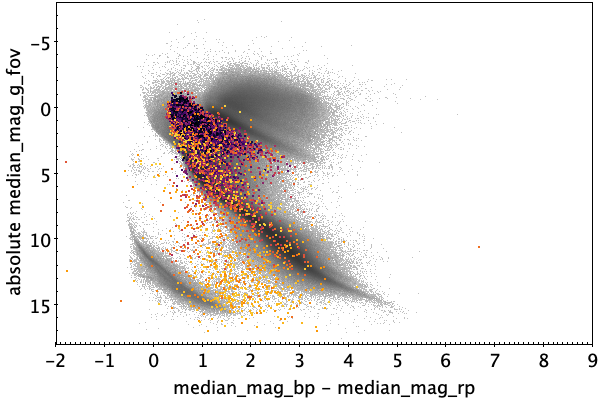 absolute median_mag_g_fov
−5
0
5
10
15
−2 −1 0 1 2 3 4 5 6 7 8 9
median_mag_bp − median_mag_rp